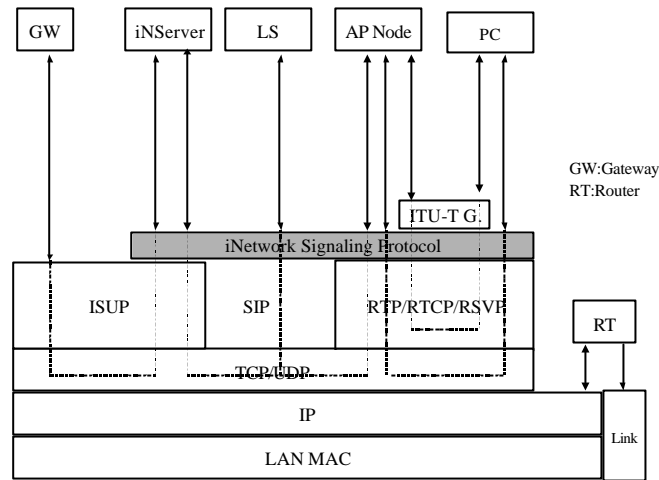 GW
iNServer
LS
AP Node
PC
GW:Gateway
RT:Router
ITU-T G.
iNetwork Signaling Protocol
ISUP
SIP
RTP/RTCP/RSVP
RT
TCP/UDP
IP
Link
LAN MAC